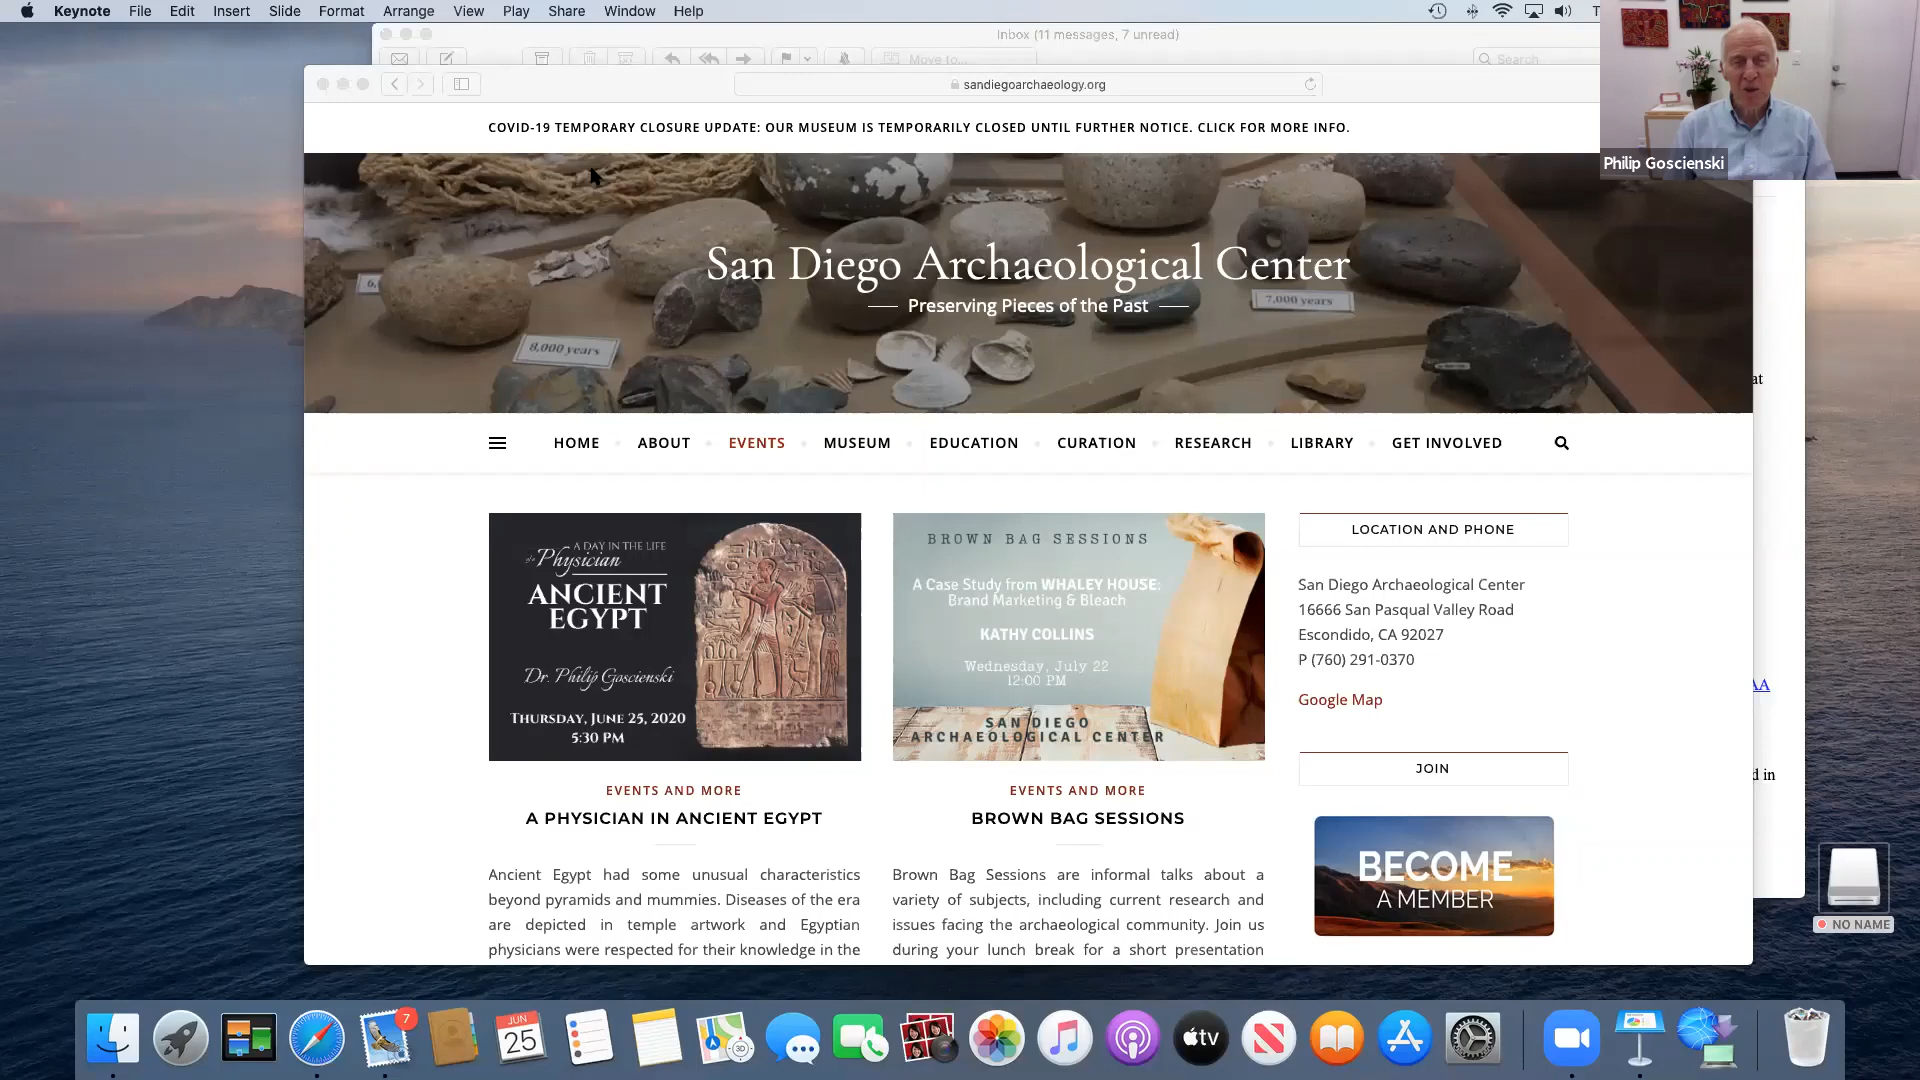 Keynote File Edit Insert Slide Format Arrange View Play Share Window Help
Inbox (11 messages, 7 unread)
Move to...
Search
sandiegoarchaeology.org
Philip Goscienski
COVID-19 TEMPORARY CLOSURE UPDATE: OUR MUSEUM IS TEMPORARILY CLOSED UNTIL FURTHER NOTICE. CLICK FOR MORE INFO.
San Diego Archaeological Center
Preserving Pieces of the Past
7,000 years
8,000 years
at
HOME ABOUT EVENTS MUSEUM EDUCATION CURATION RESEARCH LIBRARY GET INVOLVED
A DAY IN THE LIFE
of a Physician
ANCIENT
EGYPT
Dr. Philip Goscienski
THURSDAY, JUNE 25, 2020
5:30 PM
EVENTS AND MORE
A PHYSICIAN IN ANCIENT EGYPT
Ancient Egypt had some unusual characteristics
beyond pyramids and mummies. Diseases of the era
are depicted in temple artwork and Egyptian
physicians were respected for their knowledge in the
BROWN BAG SESSIONS
A Case Study from WHALEY HOUSE:
Brand Marketing & Bleach
KATHY COLLINS
Wednesday, July 22
12:00 PM
SAN DIEGO
ARCHAEOLOGICAL CENTER
EVENTS AND MORE
BROWN BAG SESSIONS
Brown Bag Sessions are informal talks about a
variety of subjects, including current research and
issues facing the archaeological community. Join us
during your lunch break for a short presentation
LOCATION AND PHONE
San Diego Archaeological Center
16666 San Pasqual Valley Road
Escondido, CA 92027
P (760) 291-0370
Google Map
JOIN
BECOME
A MEMBER
AA
d in
NO NAME
7
JUN
25
3D
tv